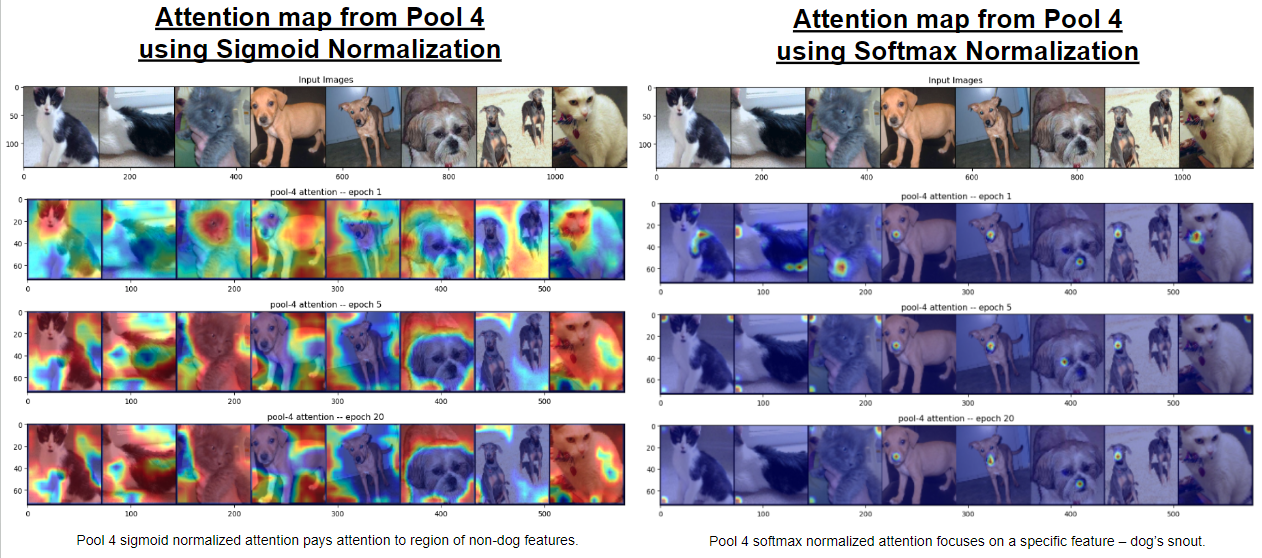 Attention map from Pool 4
using Sigmoid Normalization
Input Images
0
50
100
0 200 400 600 800 1000
pool-4 attention -- epoch 1
0
20
40
60
0 100 200 300 400 500
pool-4 attention -- epoch 5
0
20
40
60
0 100 200 300 400 500
pool-4 attention -- epoch 20
0
20
40
60
0 200 300 400 500
Pool 4 sigmoid normalized attention pays attention to region of non-dog features.
Attention map from Pool 4
using Softmax Normalization
Input Images
0
50
100
0 200 400 600 800 1000
pool-4 attention -- epoch 1
0
20
40
60
0 100 200 300 400 500
pool-4 attention -- epoch 5
0
20
40
60
0 100 200 300 400 500
pool-4 attention -- epoch 20
0
20
40
60
0 100 200 300 400 500
Pool 4 softmax normalized attention focuses on a specific feature – dog's snout.